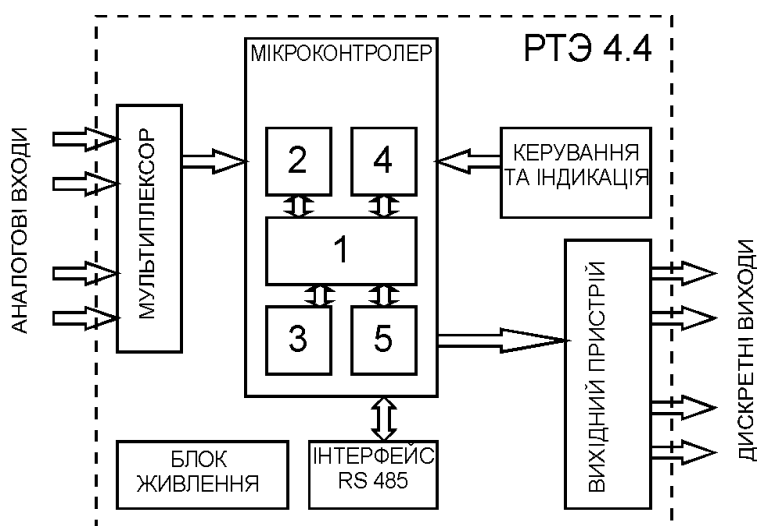 РТЭ 4.4
МІКРОКОНТРОЛЕР
АНАЛОГОВІ ВХОДИ
МУЛЬТИПЛЕКСОР
2
4
1
3
5
КЕРУВАННЯ
ТА ІНДИКАЦІЯ
ВИХІДНИЙ ПРИСТРІЙ
ДИСКРЕТНІ ВИХОДИ
БЛОК
ЖИВЛЕННЯ
ІНТЕРФЕЙС
RS 485